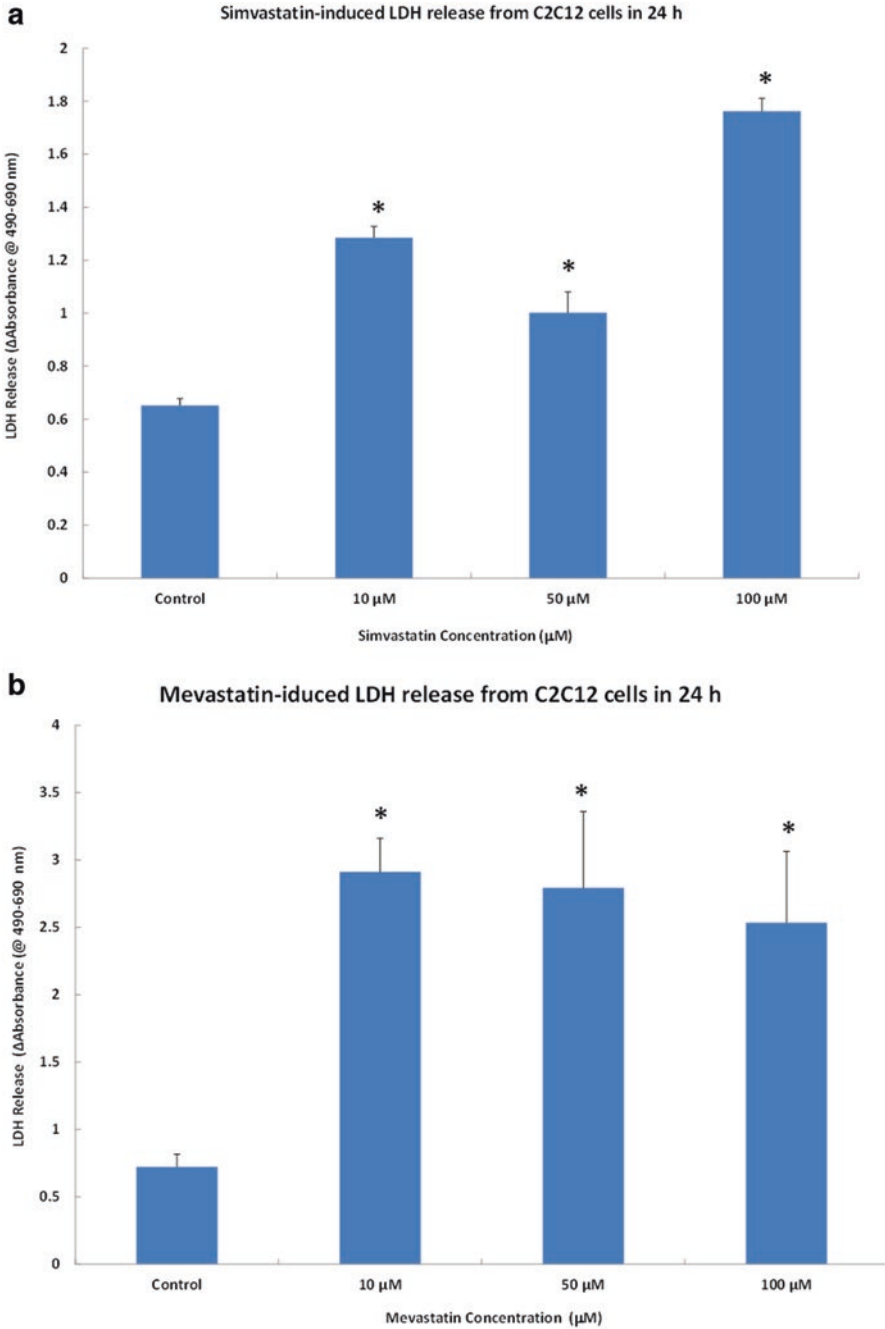 a
Simvastatin-induced LDH release from C2C12 cells in 24 h
LDH Release (ΔAbsorbance @ 490-690 nm)
2
1.8
1.6
1.4
1.2
1
0.8
0.6
0.4
0.2
0
*
*
*
Control
10 µM
50 µM
100 µM
Simvastatin Concentration (µM)
b
Mevastatin-iduced LDH release from C2C12 cells in 24 h
LDH Release (ΔAbsorbance (@ 490-690 nm)
4
3.5
3
2.5
2
1.5
1
0.5
0
*
*
*
Control
10 µM
50 µM
100 µM
Mevastatin Concentration (µM)